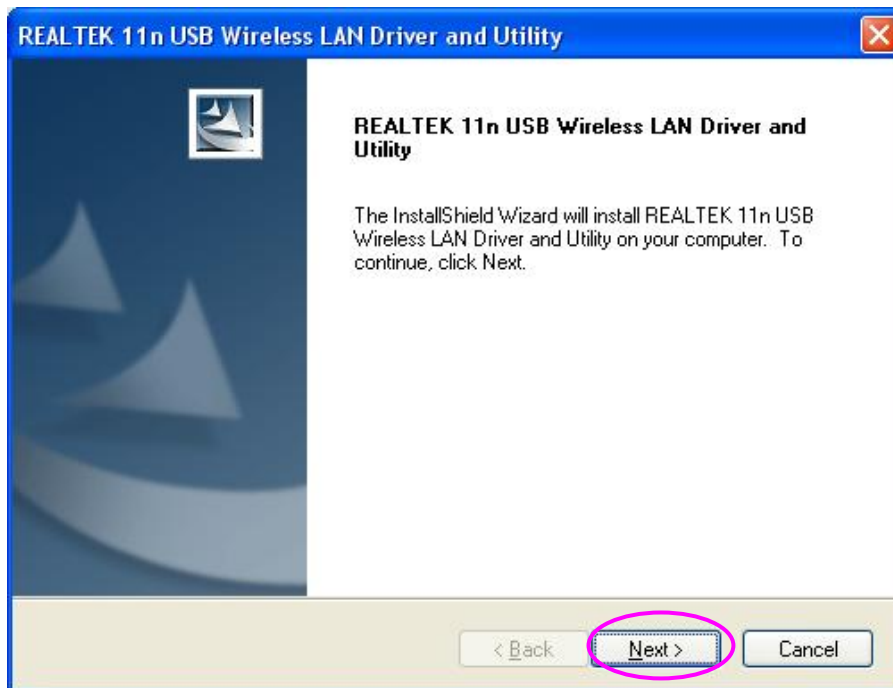 REALTEK 11n USB Wireless LAN Driver and Utility
REALTEK 11n USB Wireless LAN Driver and
Utility
The InstallShield Wizard will install REALTEK 11n USB
Wireless LAN Driver and Utility on your computer. To
continue, click Next.
< Back Next > Cancel